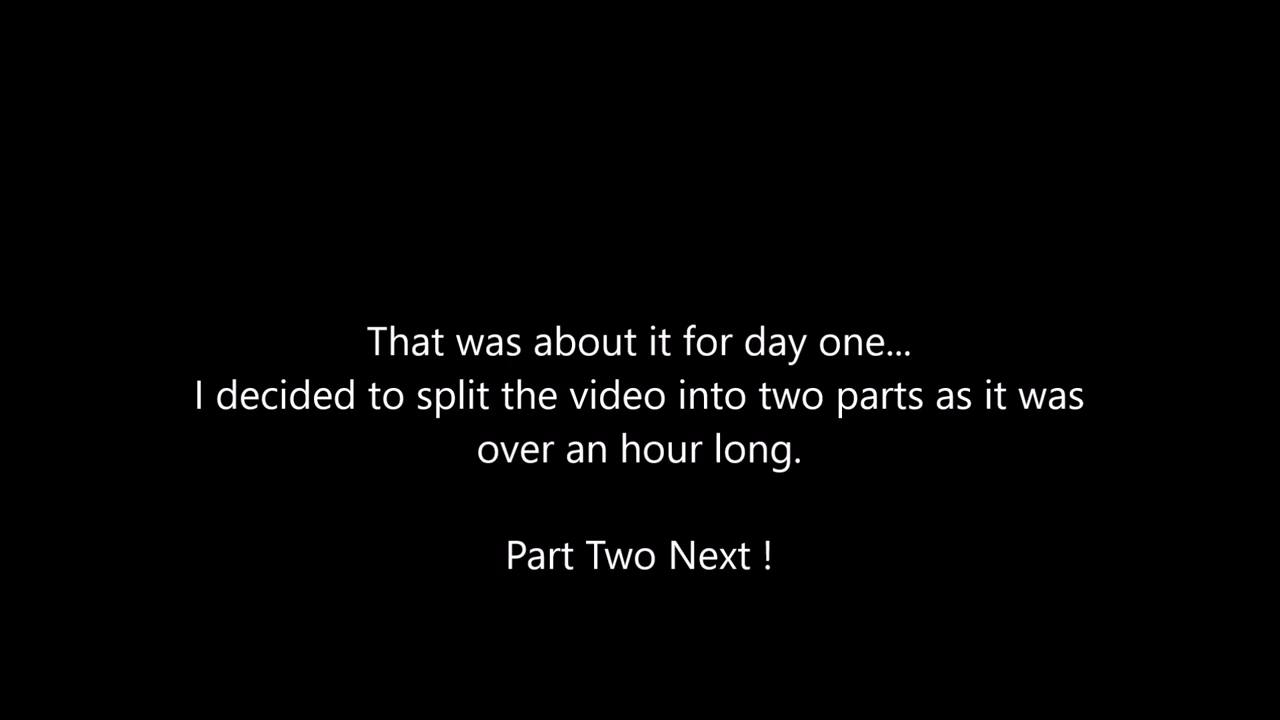 That was about it for day one...
I decided to split the video into two parts as it was
over an hour long.
Part Two Next !